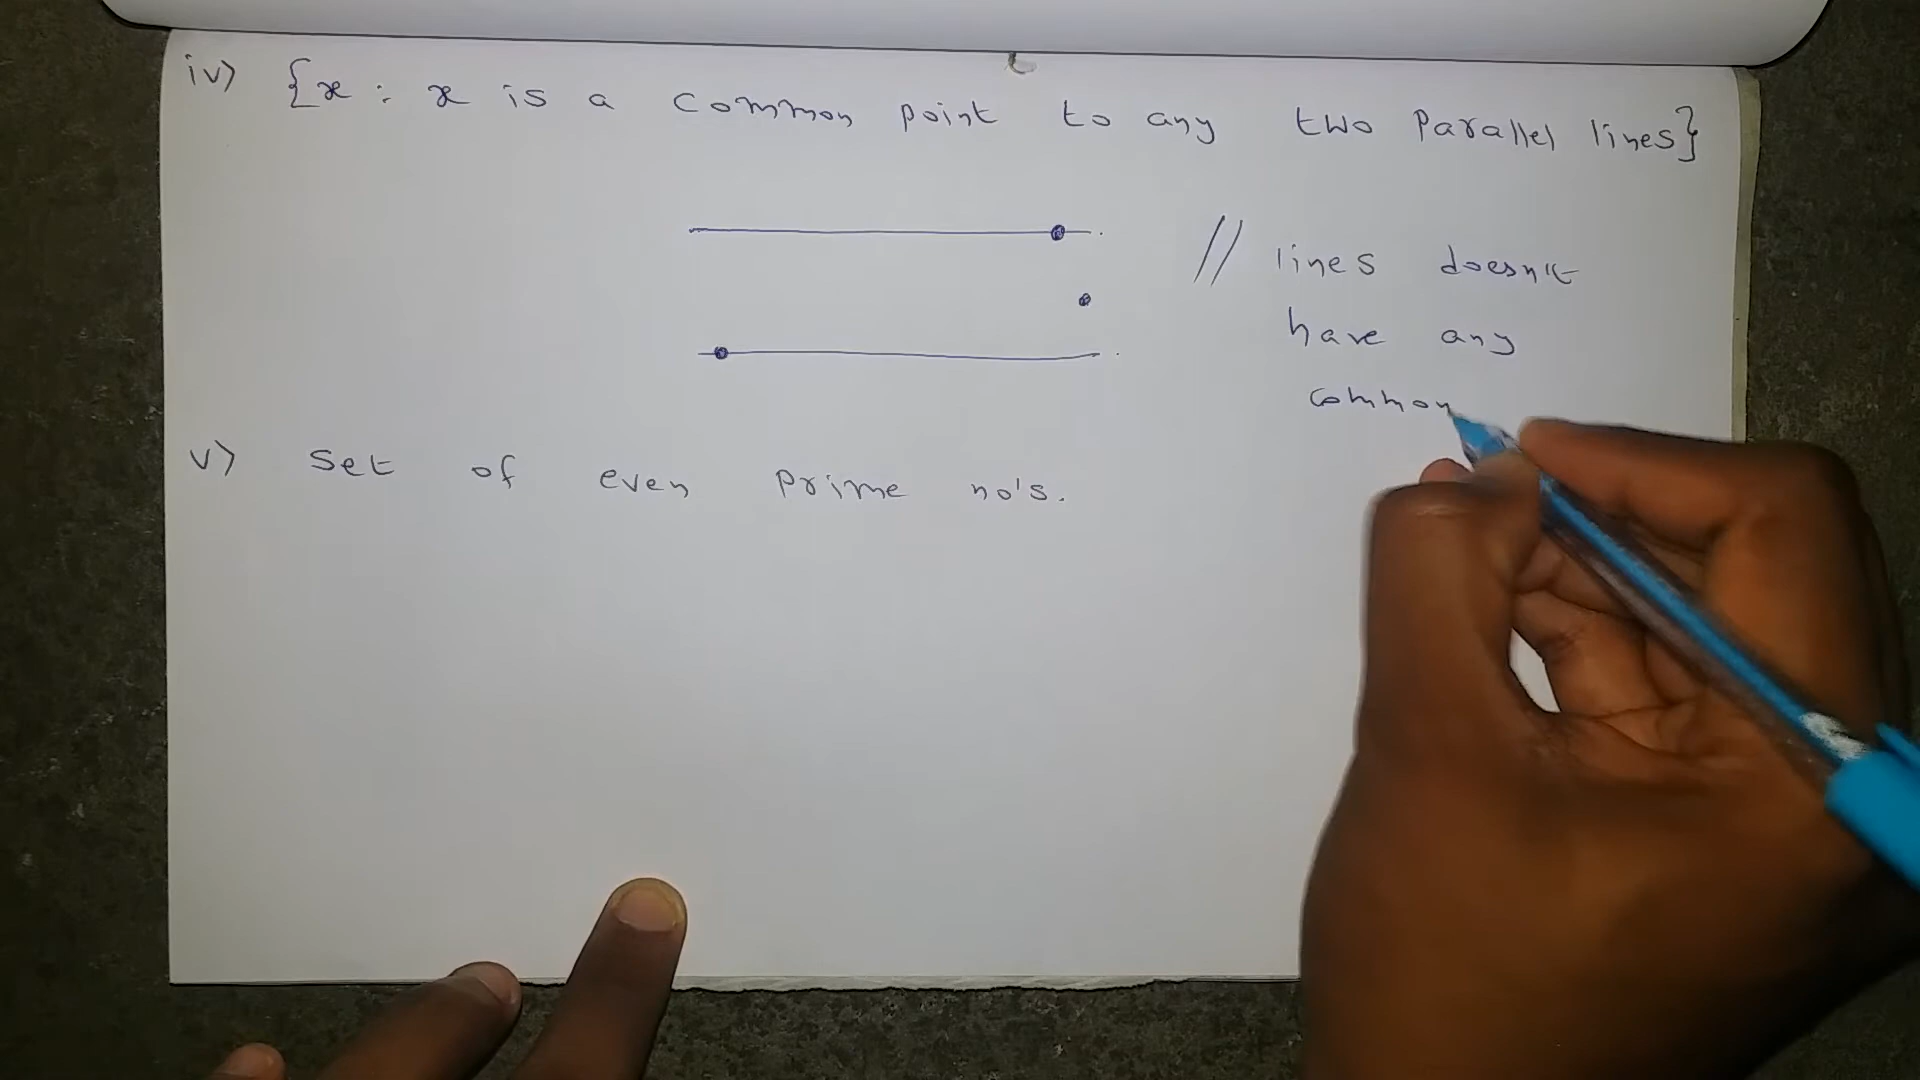 iv) {x : x is a common point to any two parallel lines}
// lines doesn't
have any
common
v) Set of even prime no's.